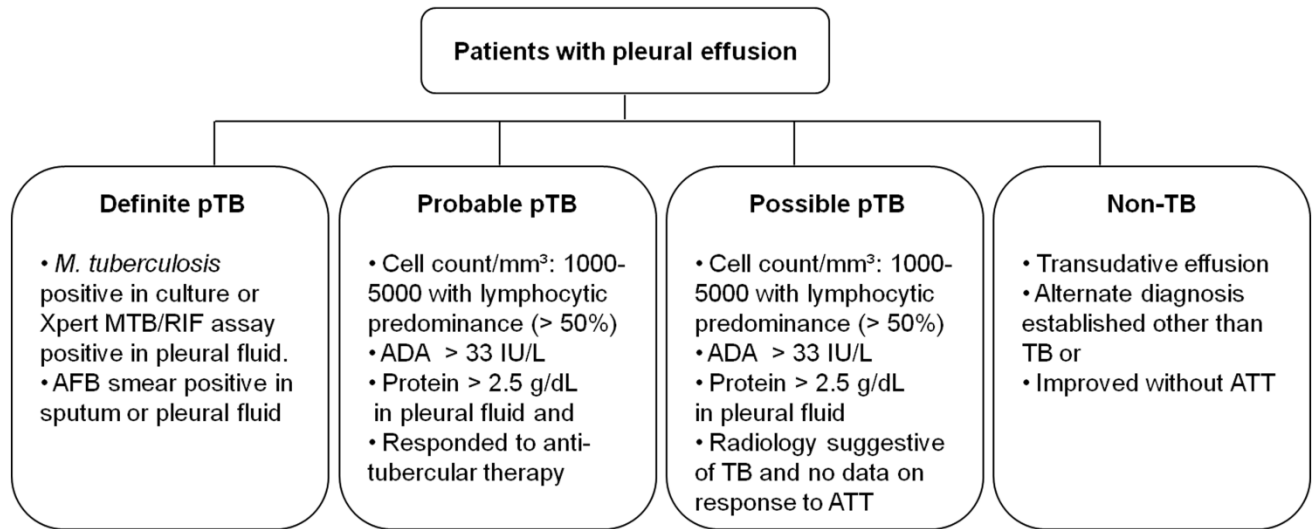 Patients with pleural effusion
Definite pTB
• M. tuberculosis
positive in culture or
Xpert MTB/RIF assay
positive in pleural fluid.
• AFB smear positive in
sputum or pleural fluid
Probable pTB
• Cell count/mm³: 1000-
5000 with lymphocytic
predominance (> 50%)
• ADA > 33 IU/L
• Protein > 2.5 g/dL
in pleural fluid and
• Responded to anti-
tubercular therapy
Possible pTB
• Cell count/mm³: 1000-
5000 with lymphocytic
predominance (> 50%)
• ADA > 33 IU/L
• Protein > 2.5 g/dL
in pleural fluid
• Radiology suggestive
of TB and no data on
response to ATT
Non-TB
• Transudative effusion
• Alternate diagnosis
established other than
TB or
• Improved without ATT